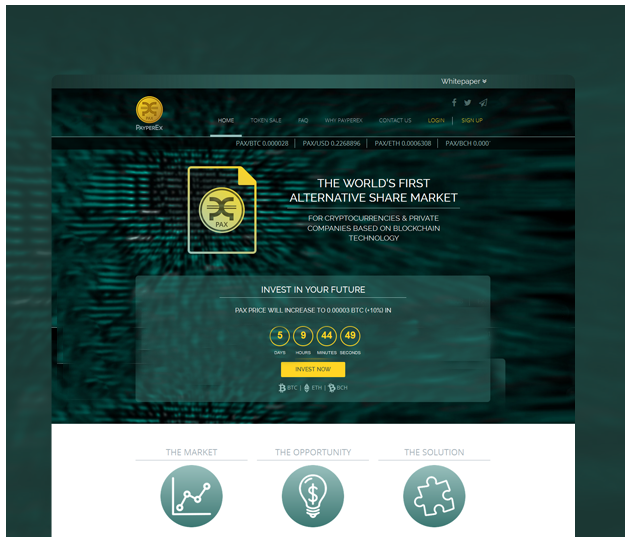 Whitepaper
PAX
PAYPEREX
HOME
TOKEN SALE
FAQ
WHY PAYPEREX
CONTACT US
LOGIN
SIGN UP
PAX/BTC 0.000028
PAX/USD 0.2268896
PAX/ETH 0.0006308
PAX/BCH 0.000
THE WORLD'S FIRST
ALTERNATIVE SHARE MARKET
FOR CRYPTOCURRENCIES & PRIVATE
COMPANIES BASED ON BLOCKCHAIN
TECHNOLOGY
PAX
INVEST IN YOUR FUTURE
PAX PRICE WILL INCREASE TO 0.00003 BTC (+10%) IN
5 9 44 49
DAYS HOURS MINUTES SECONDS
INVEST NOW
BTC | ETH | BCH
THE MARKET
THE OPPORTUNITY
THE SOLUTION